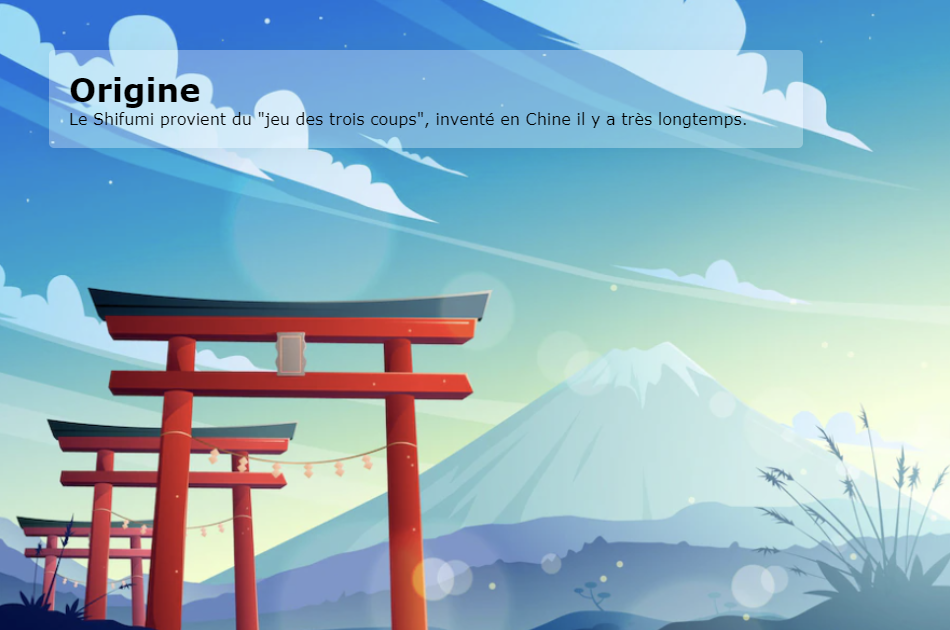 Origine
Le Shifumi provient du "jeu des trois coups", inventé en Chine il y a très longtemps.